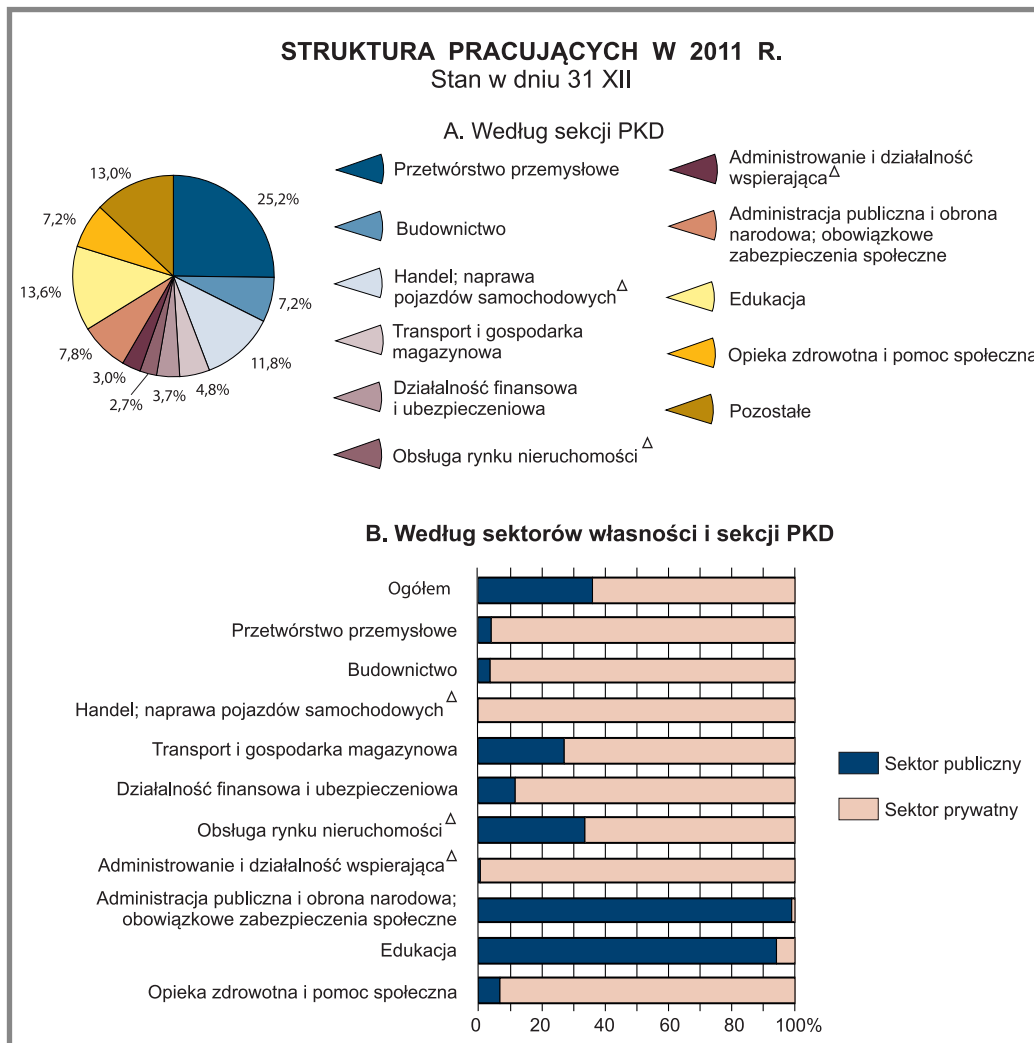 STRUKTURA PRACUJĄCYCH W 2011 R.
Stan w dniu 31 XII
A. Według sekcji PKD
13,0%
25,2%
7,2%
13,6%
7,2%
7,8%
11,8%
3,0%
4,8%
2,7%
3,7%
Przetwórstwo przemysłowe
Budownictwo
Handel; naprawa
pojazdów samochodowych Δ
Transport i gospodarka
magazynowa
Działalność finansowa
i ubezpieczeniowa
Obsługa rynku nieruchomości Δ
Administrowanie i działalność
wspierająca Δ
Administracja publiczna i obrona
narodowa; obowiązkowe
zabezpieczenia społeczne
Edukacja
Opieka zdrowotna i pomoc społeczna
Pozostałe
B. Według sektorów własności i sekcji PKD
Ogółem
Przetwórstwo przemysłowe
Budownictwo
Handel; naprawa pojazdów samochodowych Δ
Transport i gospodarka magazynowa
Działalność finansowa i ubezpieczeniowa
Obsługa rynku nieruchomości Δ
Administrowanie i działalność wspierająca Δ
Administracja publiczna i obrona narodowa;
obowiązkowe zabezpieczenia społeczne
Edukacja
Opieka zdrowotna i pomoc społeczna
0 20 40 60 80 100%
Sektor publiczny
Sektor prywatny